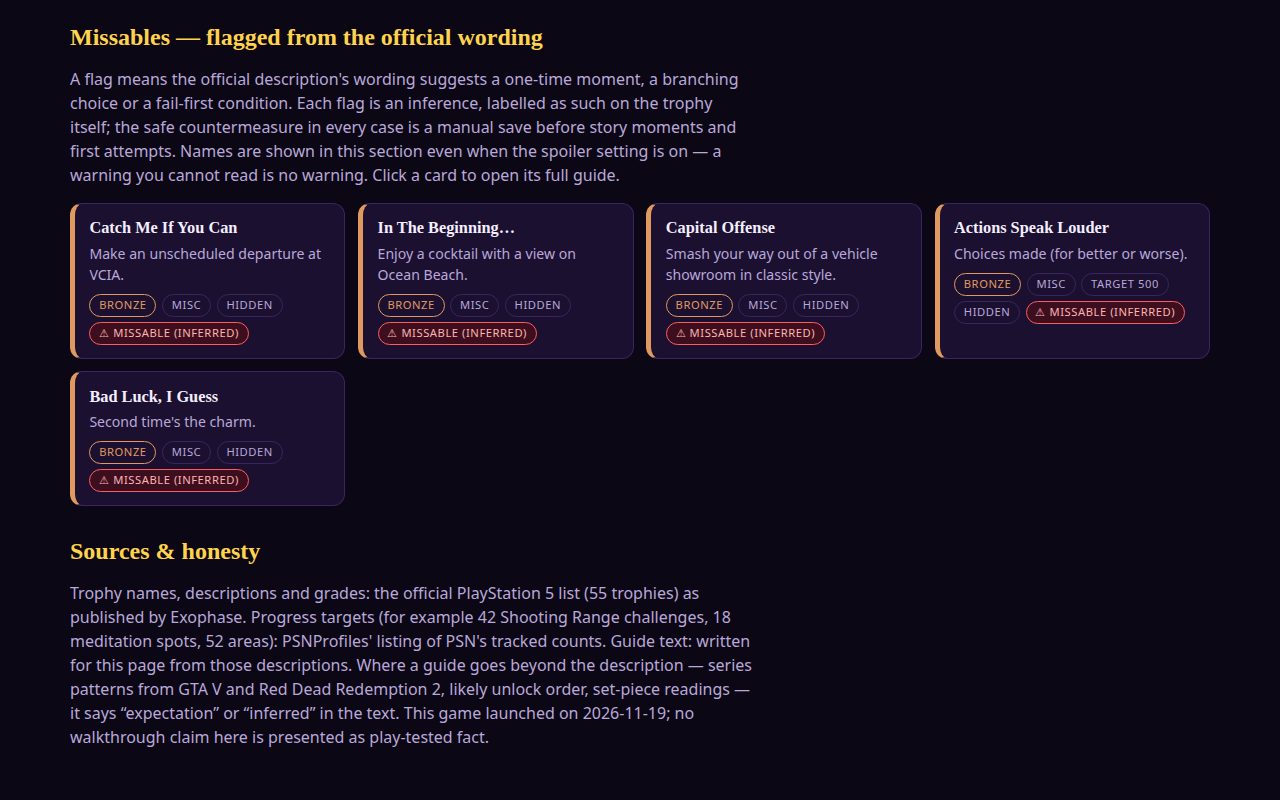 Missables — flagged from the official wording
A flag means the official description's wording suggests a one-time moment, a branching
choice or a fail-first condition. Each flag is an inference, labelled as such on the trophy
itself; the safe countermeasure in every case is a manual save before story moments and
first attempts. Names are shown in this section even when the spoiler setting is on — a
warning you cannot read is no warning. Click a card to open its full guide.
Catch Me If You Can
Make an unscheduled departure at
VCIA.
BRONZE MISC HIDDEN
⚠ MISSABLE (INFERRED)
In The Beginning…
Enjoy a cocktail with a view on
Ocean Beach.
BRONZE MISC HIDDEN
⚠ MISSABLE (INFERRED)
Capital Offense
Smash your way out of a vehicle
showroom in classic style.
BRONZE MISC HIDDEN
⚠ MISSABLE (INFERRED)
Actions Speak Louder
Choices made (for better or worse).
BRONZE MISC TARGET 500
HIDDEN ⚠ MISSABLE (INFERRED)
Bad Luck, I Guess
Second time's the charm.
BRONZE MISC HIDDEN
⚠ MISSABLE (INFERRED)
Sources & honesty
Trophy names, descriptions and grades: the official PlayStation 5 list (55 trophies) as
published by Exophase. Progress targets (for example 42 Shooting Range challenges, 18
meditation spots, 52 areas): PSNProfiles' listing of PSN's tracked counts. Guide text: written
for this page from those descriptions. Where a guide goes beyond the description — series
patterns from GTA V and Red Dead Redemption 2, likely unlock order, set-piece readings —
it says “expectation” or “inferred” in the text. This game launched on 2026-11-19; no
walkthrough claim here is presented as play-tested fact.